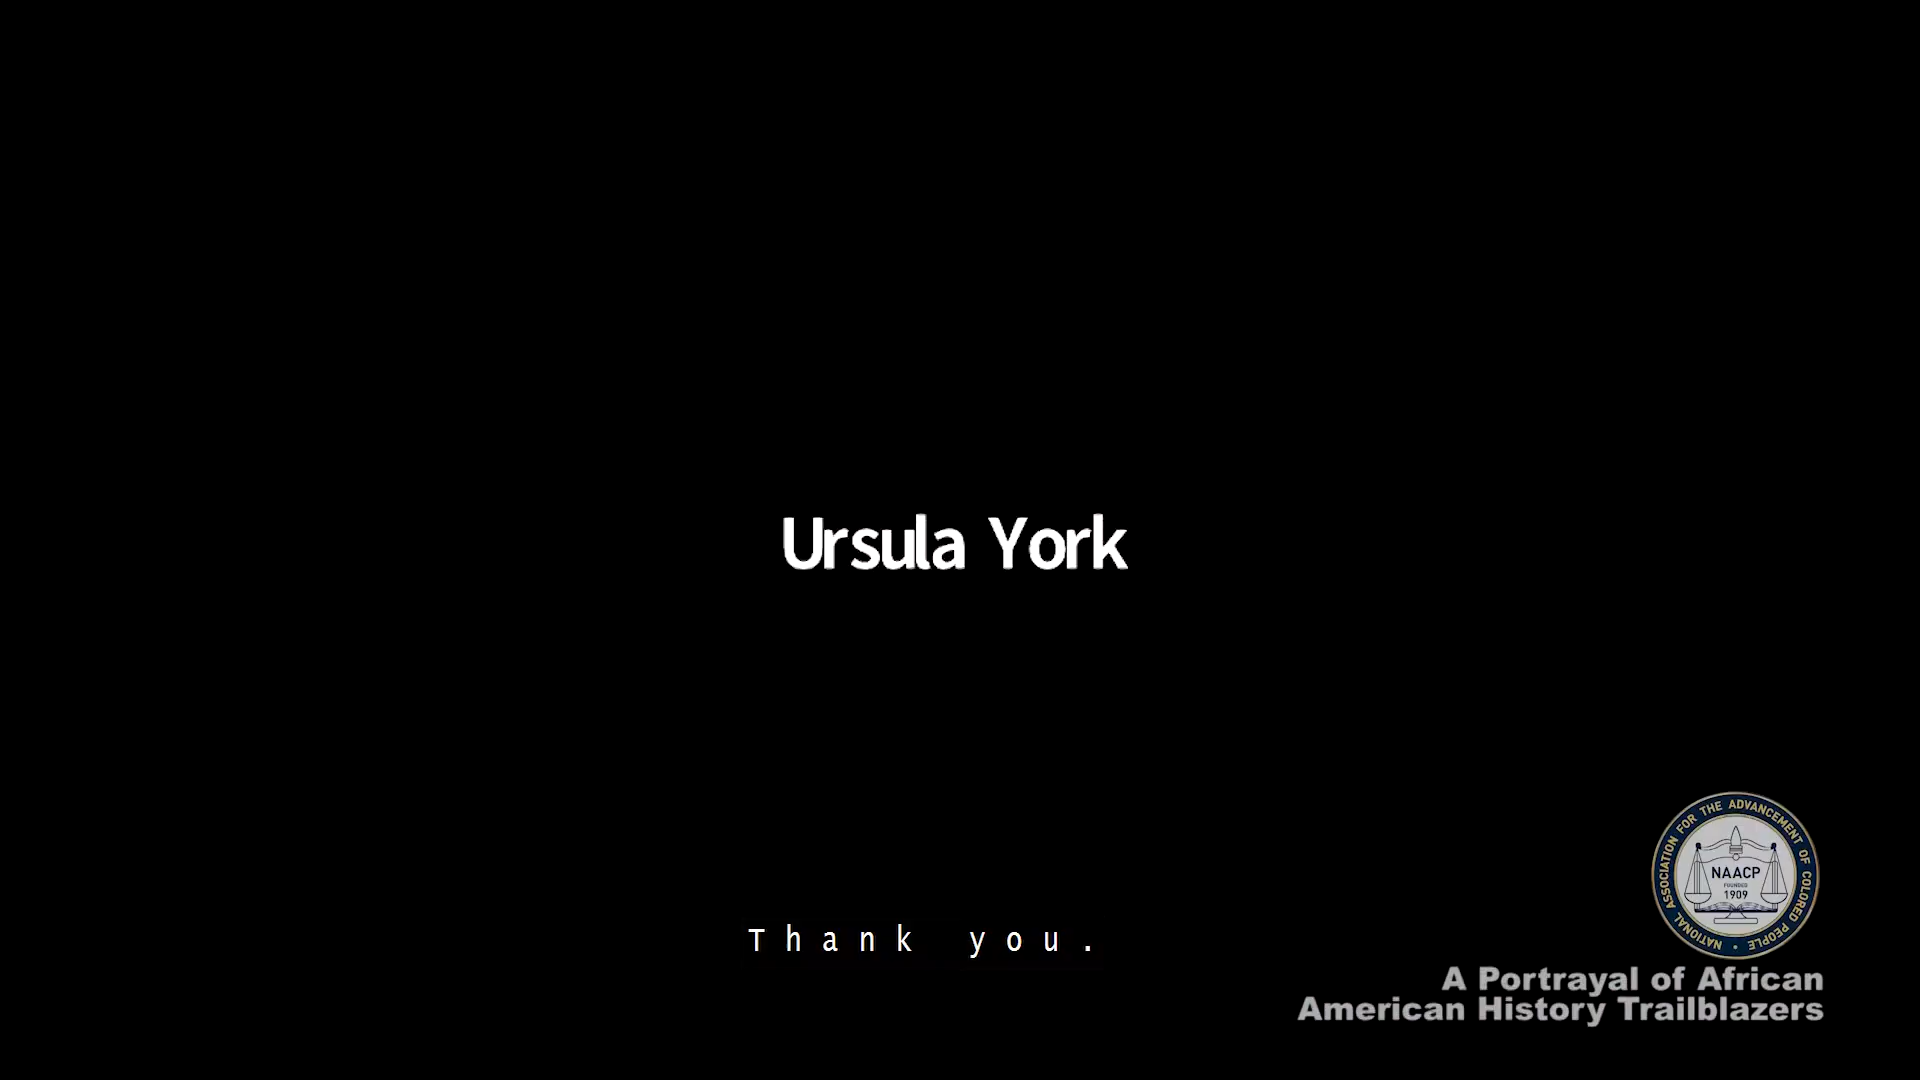 Ursula York
Thank you.
NATIONAL ASSOCIATION FOR THE ADVANCEMENT OF COLORED PEOPLE •
NAACP
FOUNDED
1909
A Portrayal of African
American History Trailblazers